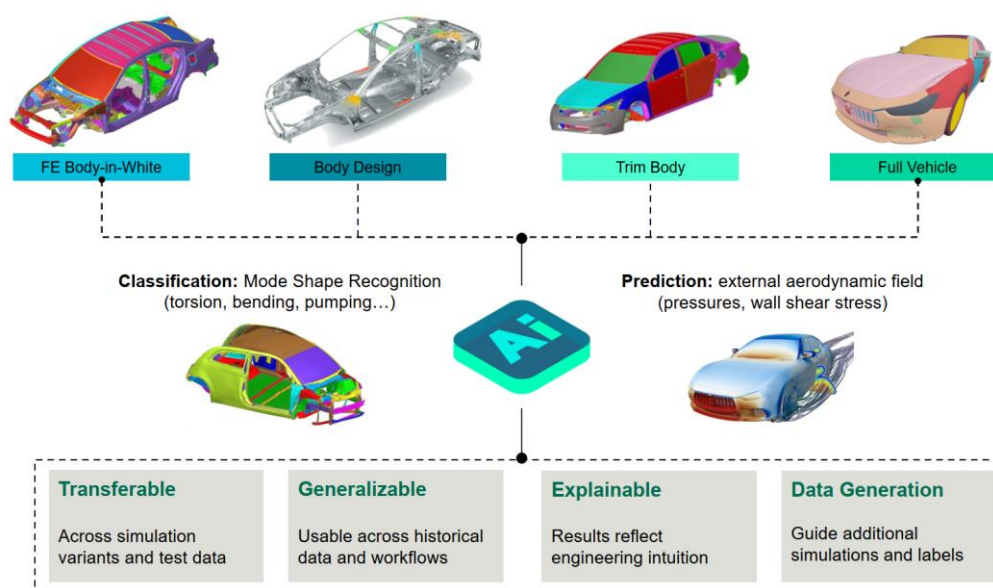 FE Body-in-White
Body Design
Trim Body
Full Vehicle
Classification: Mode Shape Recognition
(torsion, bending, pumping…)
Prediction: external aerodynamic field
(pressures, wall shear stress)
Ai
Transferable
Across simulation
variants and test data
Generalizable
Usable across historical
data and workflows
Explainable
Results reflect
engineering intuition
Data Generation
Guide additional
simulations and labels